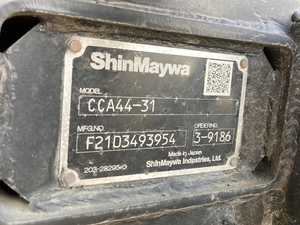 ShinMaywa
MODEL
CCA44-31
MFG.NO. ORDERING.
F21D3493954 3-9186
Made in Japan
203-28295/0 ShinMaywa Industries, Ltd.